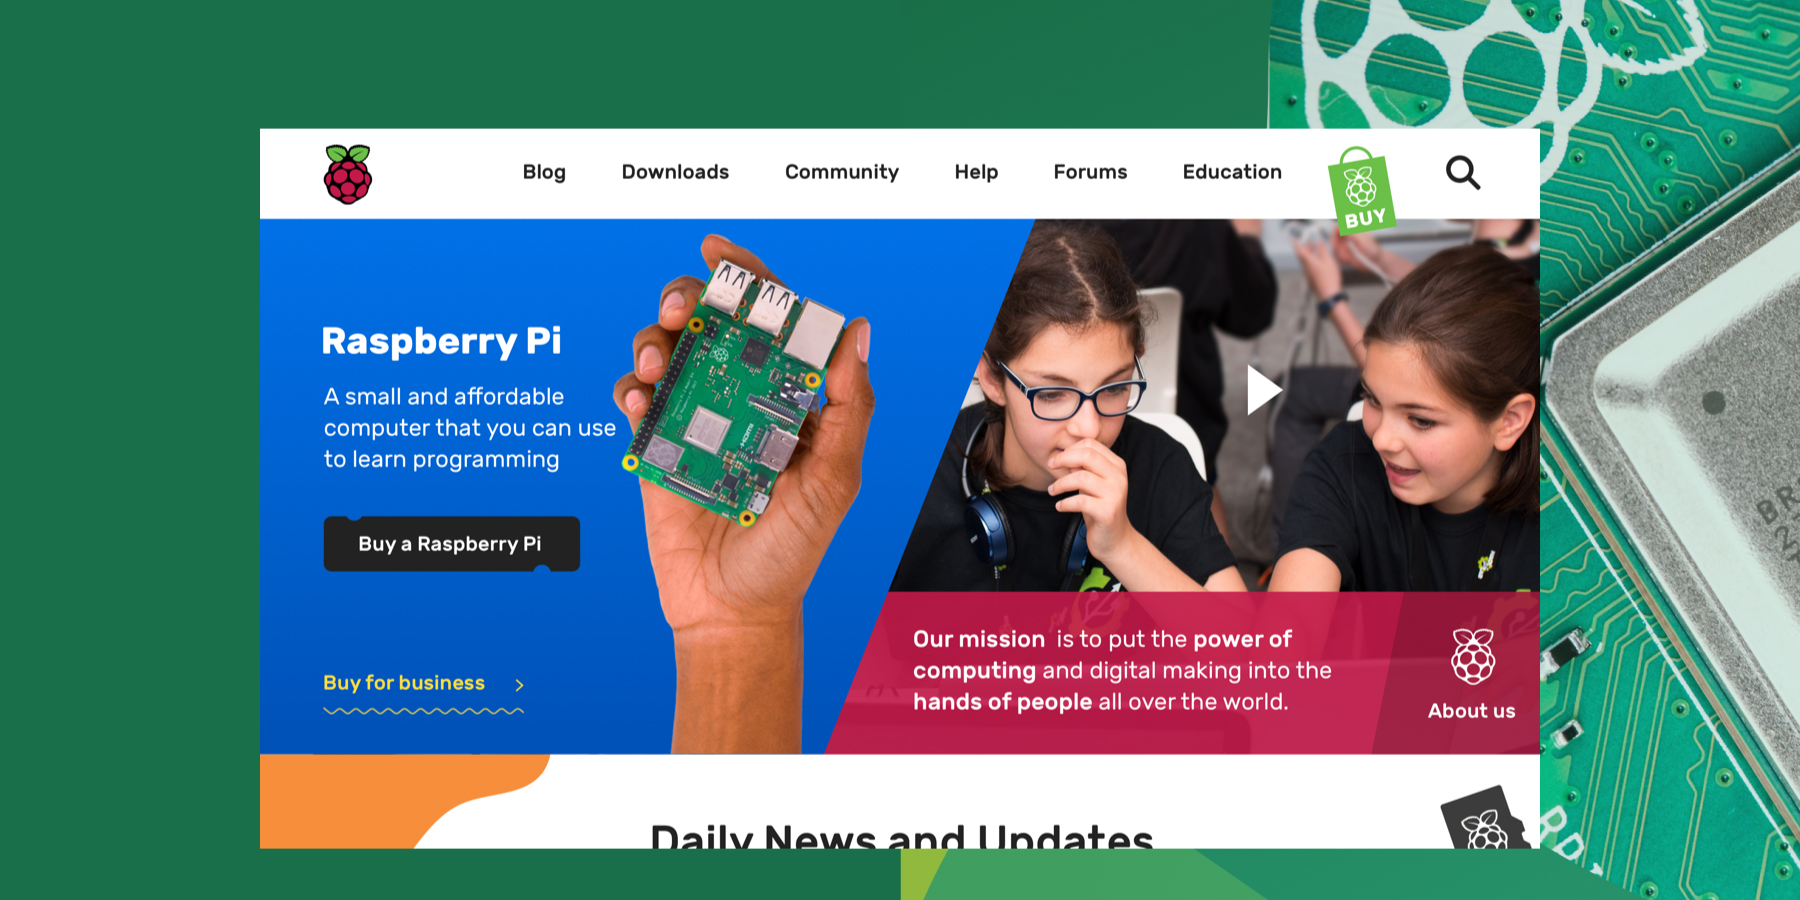 Blog
Downloads
Community
Help
Forums
Education
BUY
Raspberry Pi
A small and affordable
computer that you can use
to learn programming
Buy a Raspberry Pi
Buy for business
Our mission is to put the power of
computing and digital making into the
hands of people all over the world.
About us
Daily News and Updates